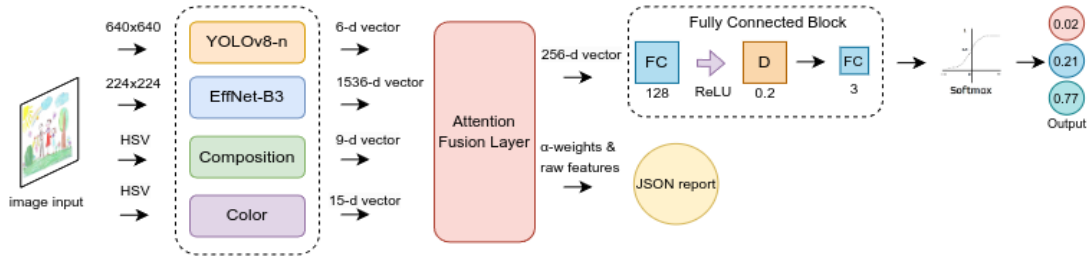 640x640
224x224
HSV
HSV
image input
YOLOv8-n
EffNet-B3
Composition
Color
6-d vector
1536-d vector
9-d vector
15-d vector
Attention
Fusion Layer
256-d vector
α-weights &
raw features
JSON report
Fully Connected Block
FC
128
ReLU
D
0.2
FC
3
Softmax
0.02
0.21
0.77
Output